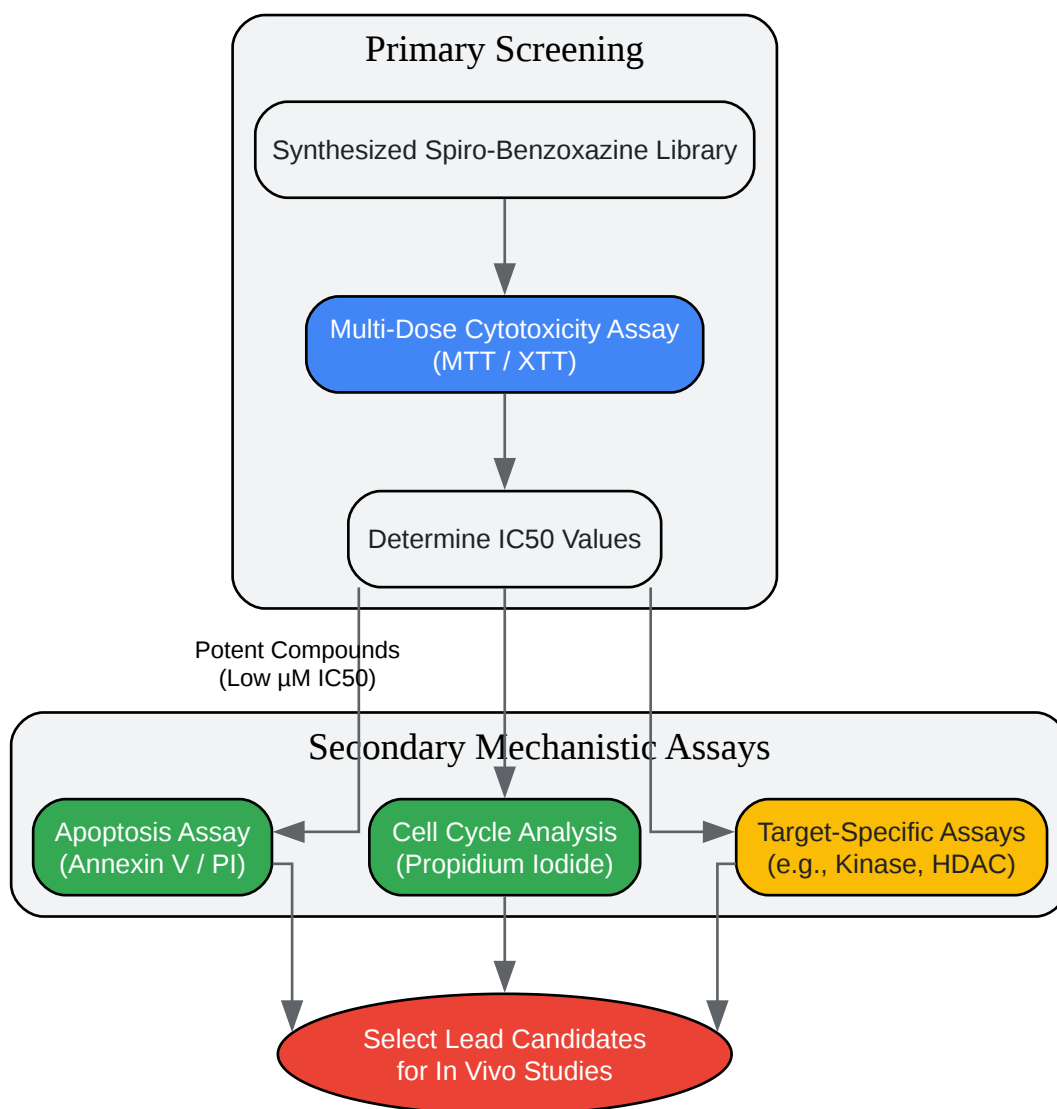 Primary Screening
Synthesized Spiro-Benzoxazine Library
Multi-Dose Cytotoxicity Assay
(MTT / XTT)
Determine IC50 Values
Potent Compounds
(Low µM IC50)
Secondary Mechanistic Assays
Apoptosis Assay
(Annexin V / PI)
Cell Cycle Analysis
(Propidium Iodide)
Target-Specific Assays
(e.g., Kinase, HDAC)
Select Lead Candidates
for In Vivo Studies